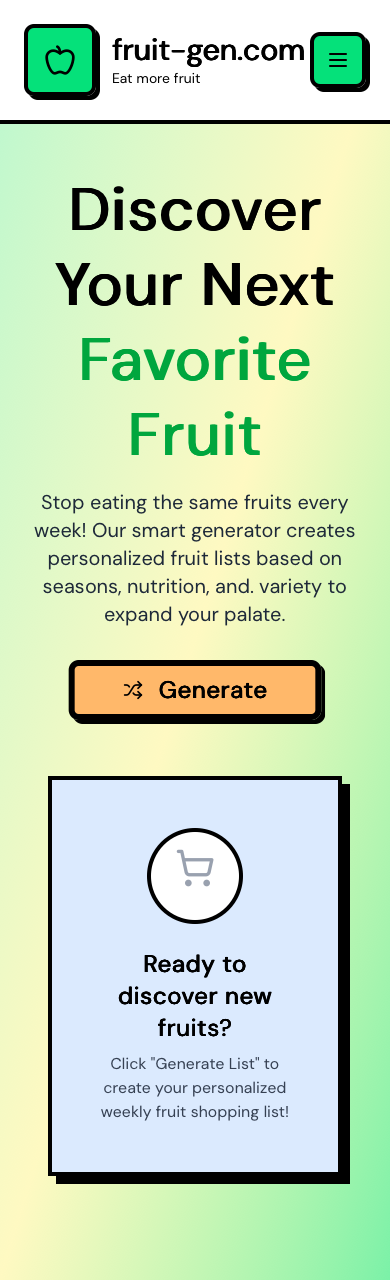 fruit-gen.com
Eat more fruit
Discover
Your Next
Favorite
Fruit
Stop eating the same fruits every
week! Our smart generator creates
personalized fruit lists based on
seasons, nutrition, and. variety to
expand your palate.
Generate
Ready to
discover new
fruits?
Click "Generate List" to
create your personalized
weekly fruit shopping list!